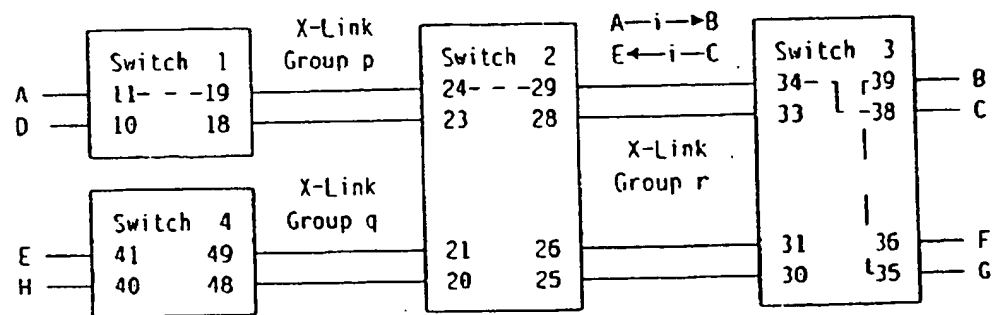 X-Link
Group p
A—i—►B
E◄—i—C
Switch 1
Switch 2
Switch 3
A 11- - -19
24- - -29
34- 39 B
D 10 18
23 28
33 -38 C
X-Link
Group q
X-Link
Group r
Switch 4
E 41 49
21 26
31 36 F
H 40 48
20 25
30 35 G